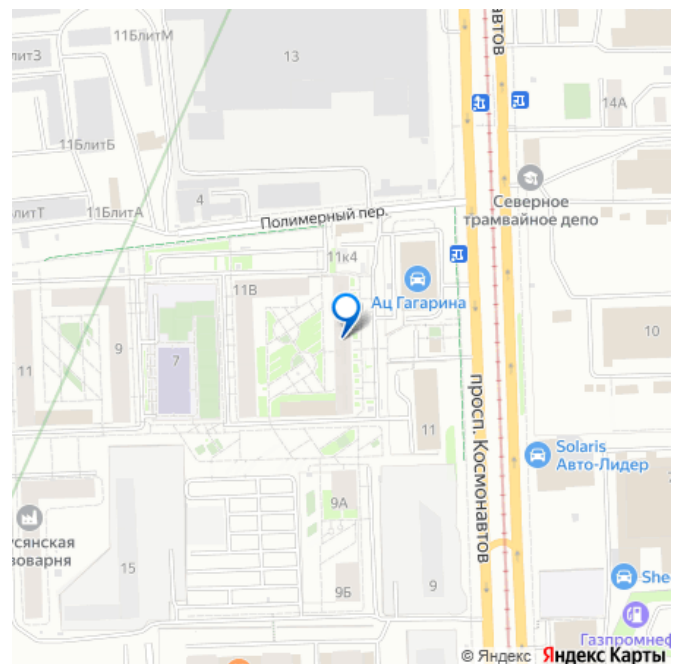 11БлитМ
13
литЗ
14А
11БлитБ
4
Северное
трамвайное депо
литТ
11БлитА
Полимерный пер.
11к4
11В
Ац Гагарина
9
7
10
11
11
просп. Космонавтов
Solaris
Авто-Лидер
9А
15
9Б
9
Газпромнеф
© Яндекс Яндекс Карты